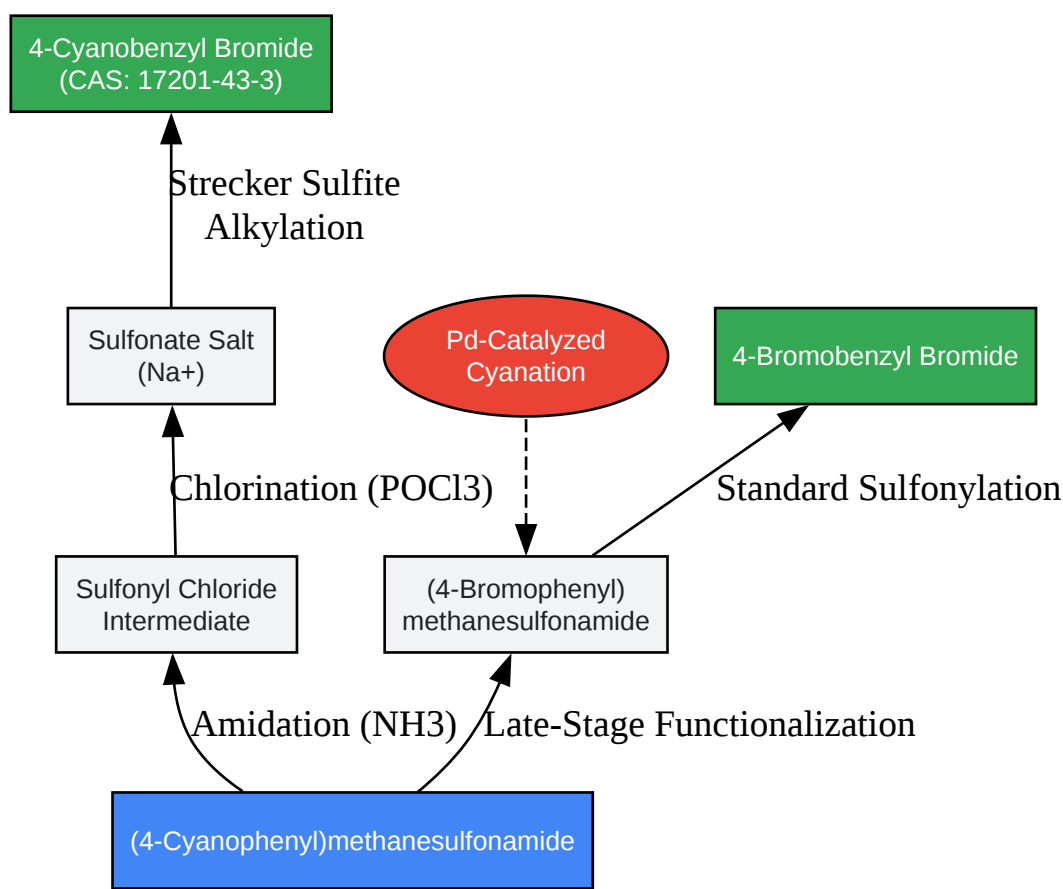 4-Cyanobenzyl Bromide
(CAS: 17201-43-3)
Strecker Sulfite
Alkylation
Sulfonate Salt
(Na+)
Pd-Catalyzed
Cyanation
4-Bromobenzyl Bromide
Chlorination (POCl3)
Standard Sulfonylation
Sulfonyl Chloride
Intermediate
(4-Bromophenyl)
methanesulfonamide
Amidation (NH3)
Late-Stage Functionalization
(4-Cyanophenyl)methanesulfonamide